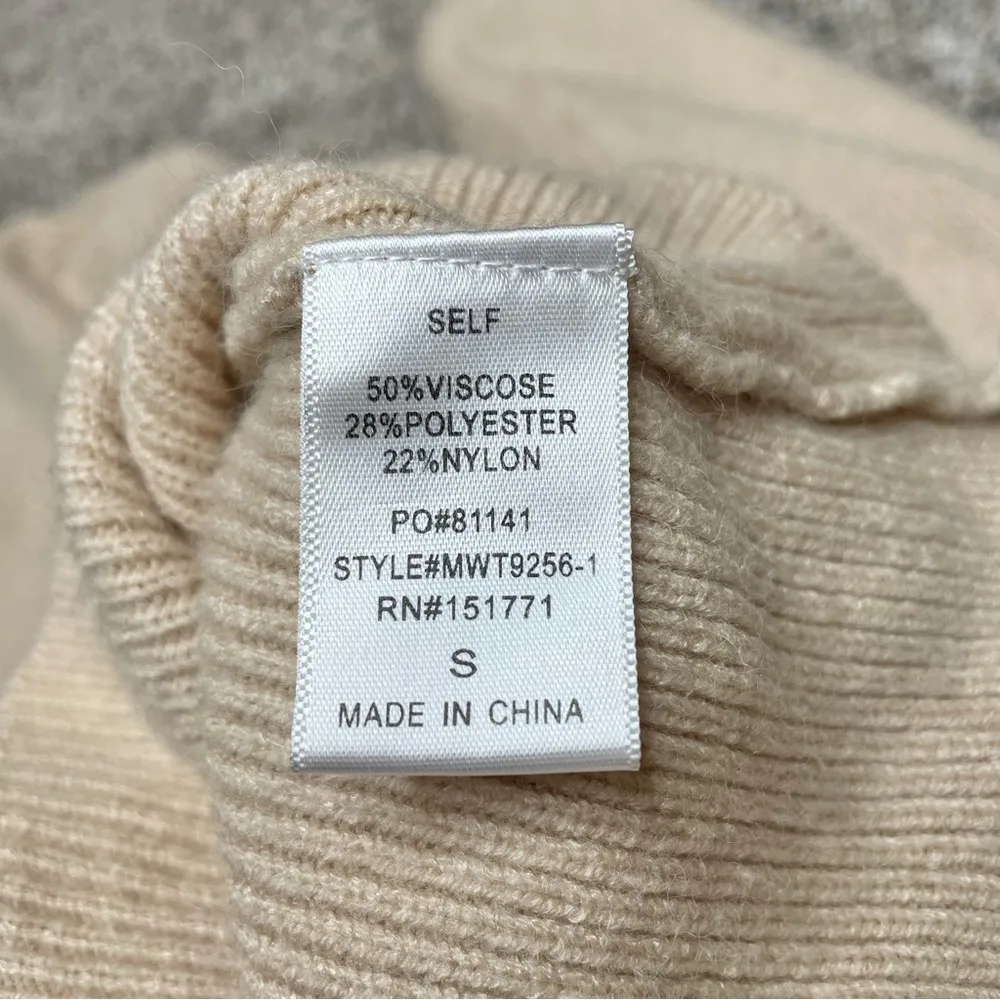 SELF
50%VISCOSE
28%POLYESTER
22%NYLON
PO#81141
STYLE#MWT9256-1
RN#151771
S
MADE IN CHINA